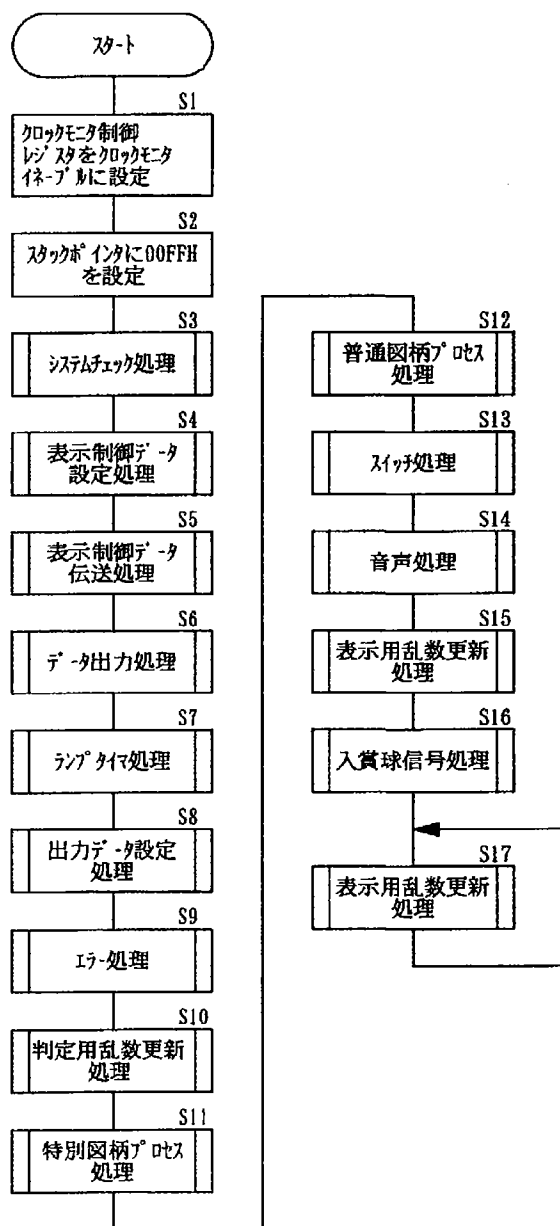 スタート
S1
クロックモニタ制御
レジスタをクロックモニタ
イネーブルに設定
S2
スタックポインタに00FFH
を設定
S3
システムチェック処理
S4
表示制御データ
設定処理
S5
表示制御データ
伝送処理
S6
データ出力処理
S7
ランプタイマ処理
S8
出力データ設定
処理
S9
エラー処理
S10
判定用乱数更新
処理
S11
特別図柄プロセス
処理
S12
普通図柄プロセス
処理
S13
スイッチ処理
S14
音声処理
S15
表示用乱数更新
処理
S16
入賞球信号処理
S17
表示用乱数更新
処理